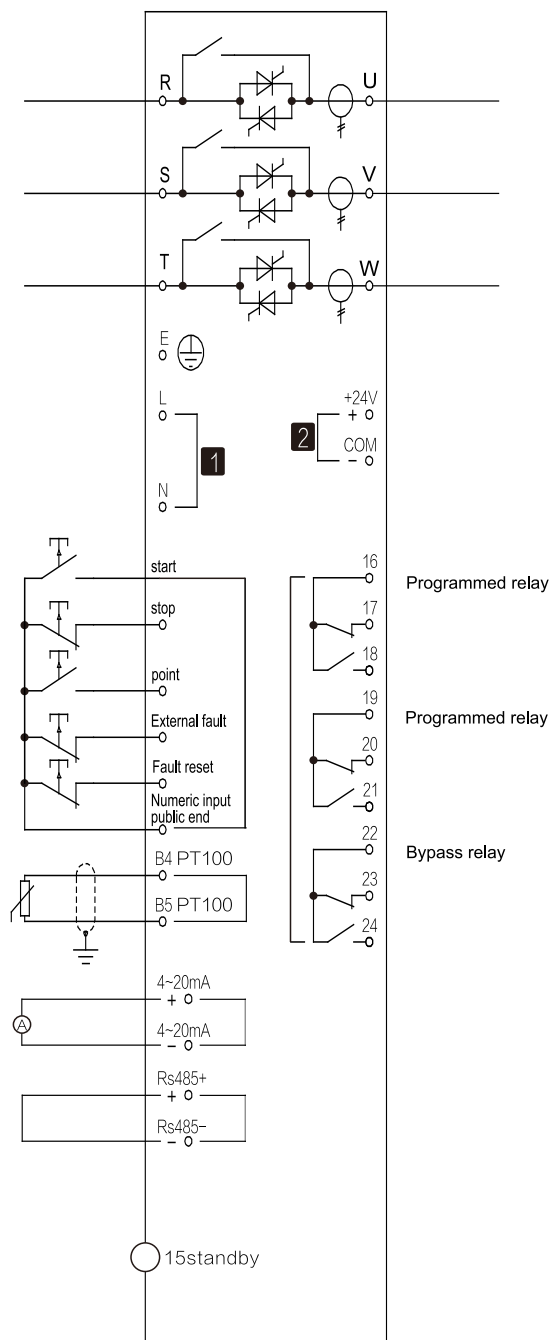 R U
S V
T W
E
L +24V
+
1 2 COM
–
N
start 16 Programmed relay
stop 17
18
point
19 Programmed relay
External fault
20
Fault reset
21
Numeric input
public end
22 Bypass relay
B4 PT100
23
B5 PT100
24
4~20mA
+
A
4~20mA
–
Rs485+
+
Rs485–
–
15standby